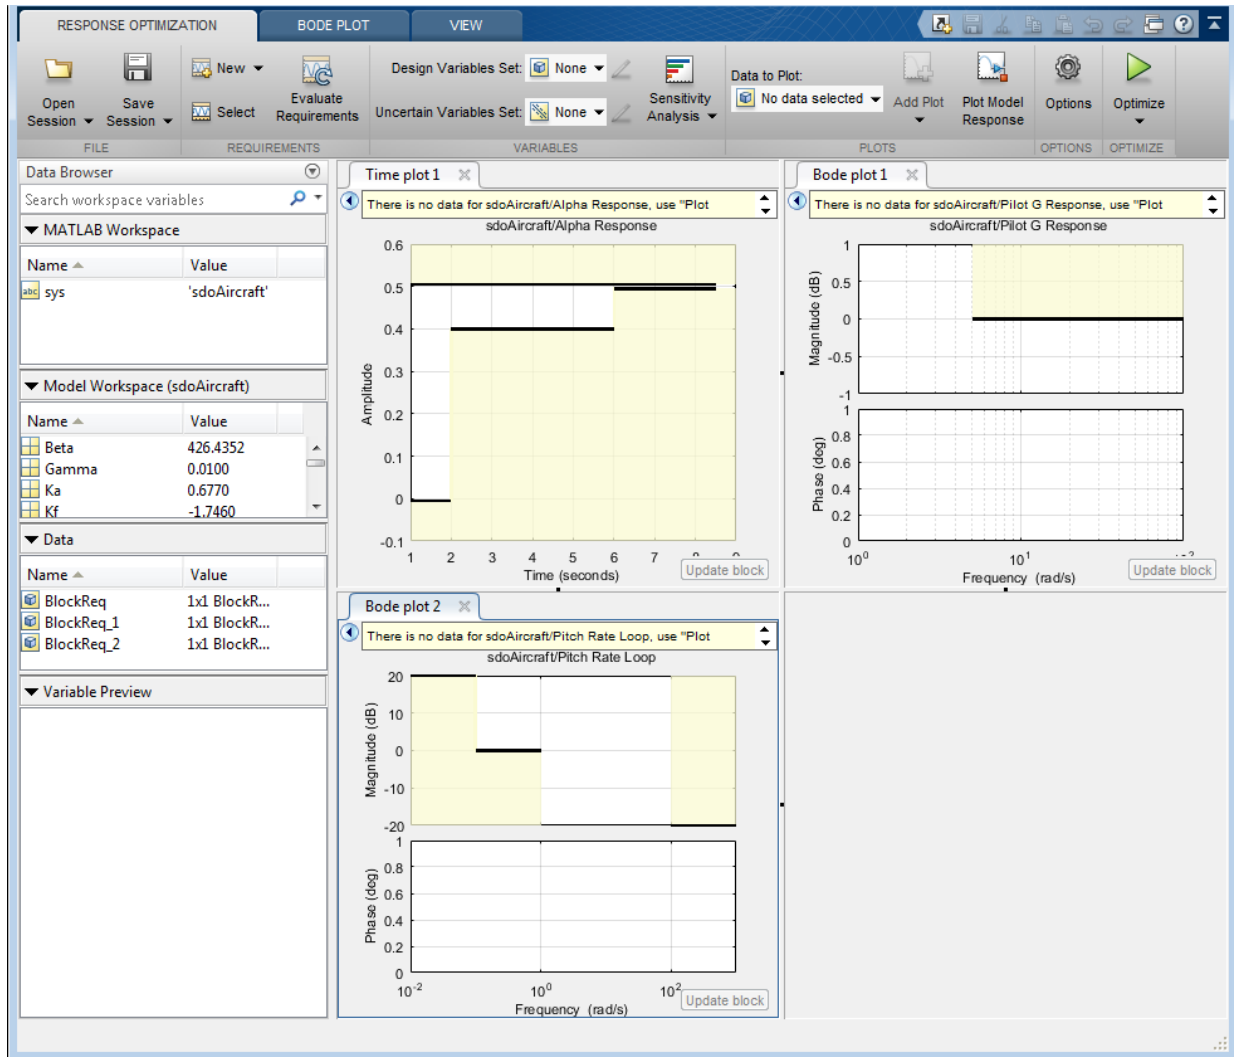 RESPONSE OPTIMIZATION
BODE PLOT
VIEW
Open Session
Save Session
New
Select
Evaluate Requirements
Design Variables Set: None
Uncertain Variables Set: None
Sensitivity Analysis
Data to Plot:
No data selected
Add Plot
Plot Model Response
Options
Optimize
FILE
REQUIREMENTS
VARIABLES
PLOTS
OPTIONS
OPTIMIZE
Data Browser
Search workspace variables
MATLAB Workspace
Name Value
abc sys 'sdoAircraft'
Model Workspace (sdoAircraft)
Name Value
Beta 426.4352
Gamma 0.0100
Ka 0.6770
Kf -1.7460
Data
Name Value
BlockReq 1x1 BlockR...
BlockReq_1 1x1 BlockR...
BlockReq_2 1x1 BlockR...
Variable Preview
Time plot 1
There is no data for sdoAircraft/Alpha Response, use "Plot
sdoAircraft/Alpha Response
Amplitude
0.6
0.5
0.4
0.3
0.2
0.1
0
-0.1
1 2 3 4 5 6 7
Time (seconds)
Update block
Bode plot 1
There is no data for sdoAircraft/Pilot G Response, use "Plot
sdoAircraft/Pilot G Response
Magnitude (dB)
1
0.5
0
-0.5
-1
Phase (deg)
1
0.8
0.6
0.4
0.2
0
10^0 10^1
Frequency (rad/s)
Update block
Bode plot 2
There is no data for sdoAircraft/Pitch Rate Loop, use "Plot
sdoAircraft/Pitch Rate Loop
Magnitude (dB)
20
10
0
-10
-20
Phase (deg)
1
0.8
0.6
0.4
0.2
0
10^-2 10^0 10^2
Frequency (rad/s)
Update block